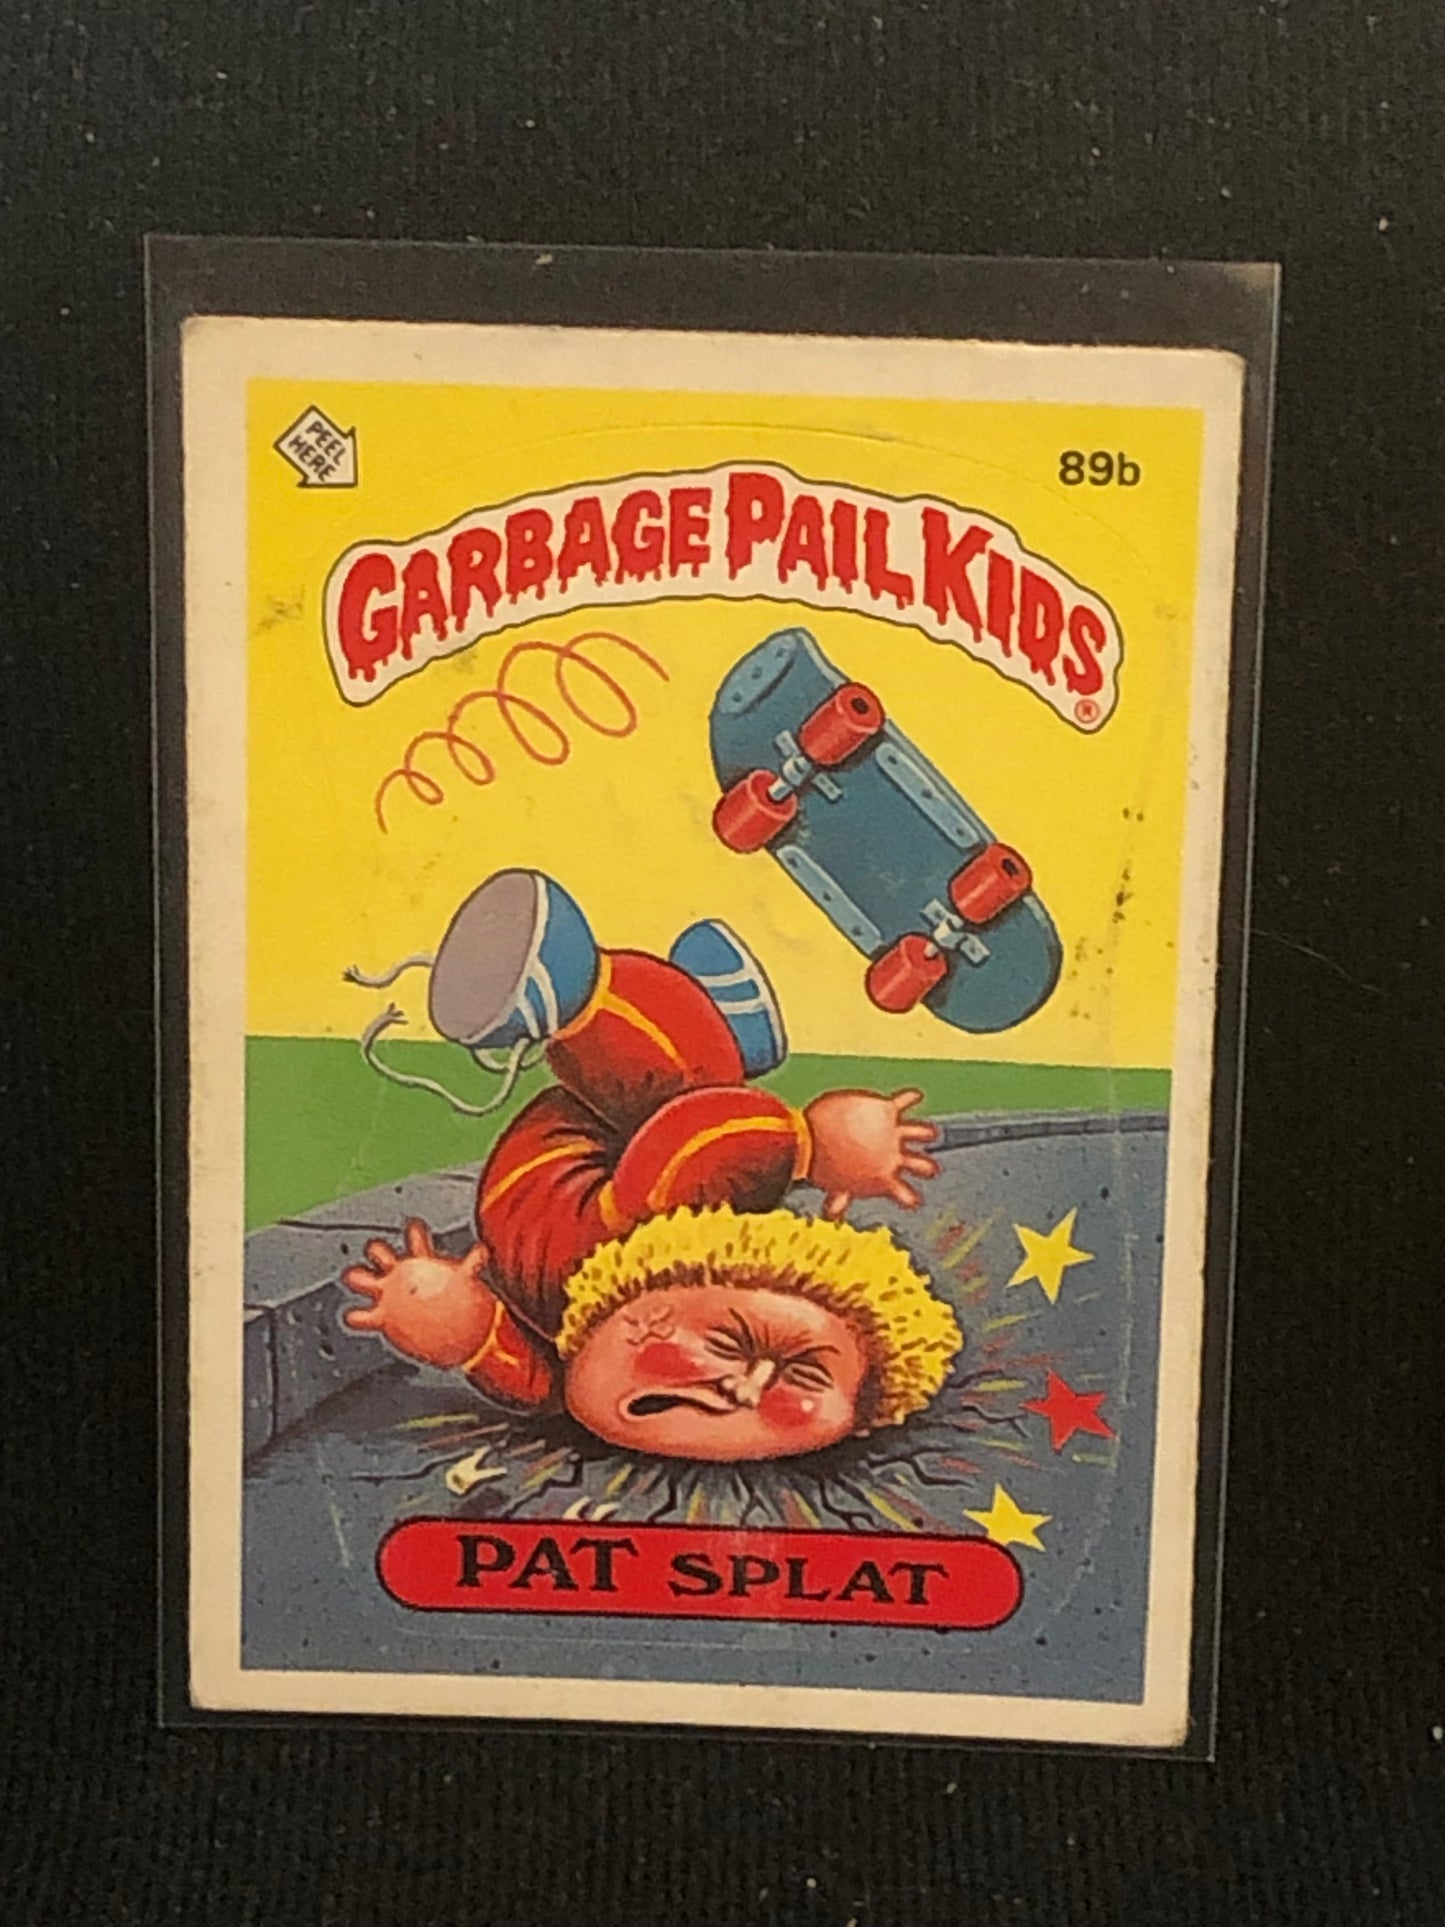 PEEL
HERE
89b
GARBAGE PAIL KIDS
®
PAT SPLAT